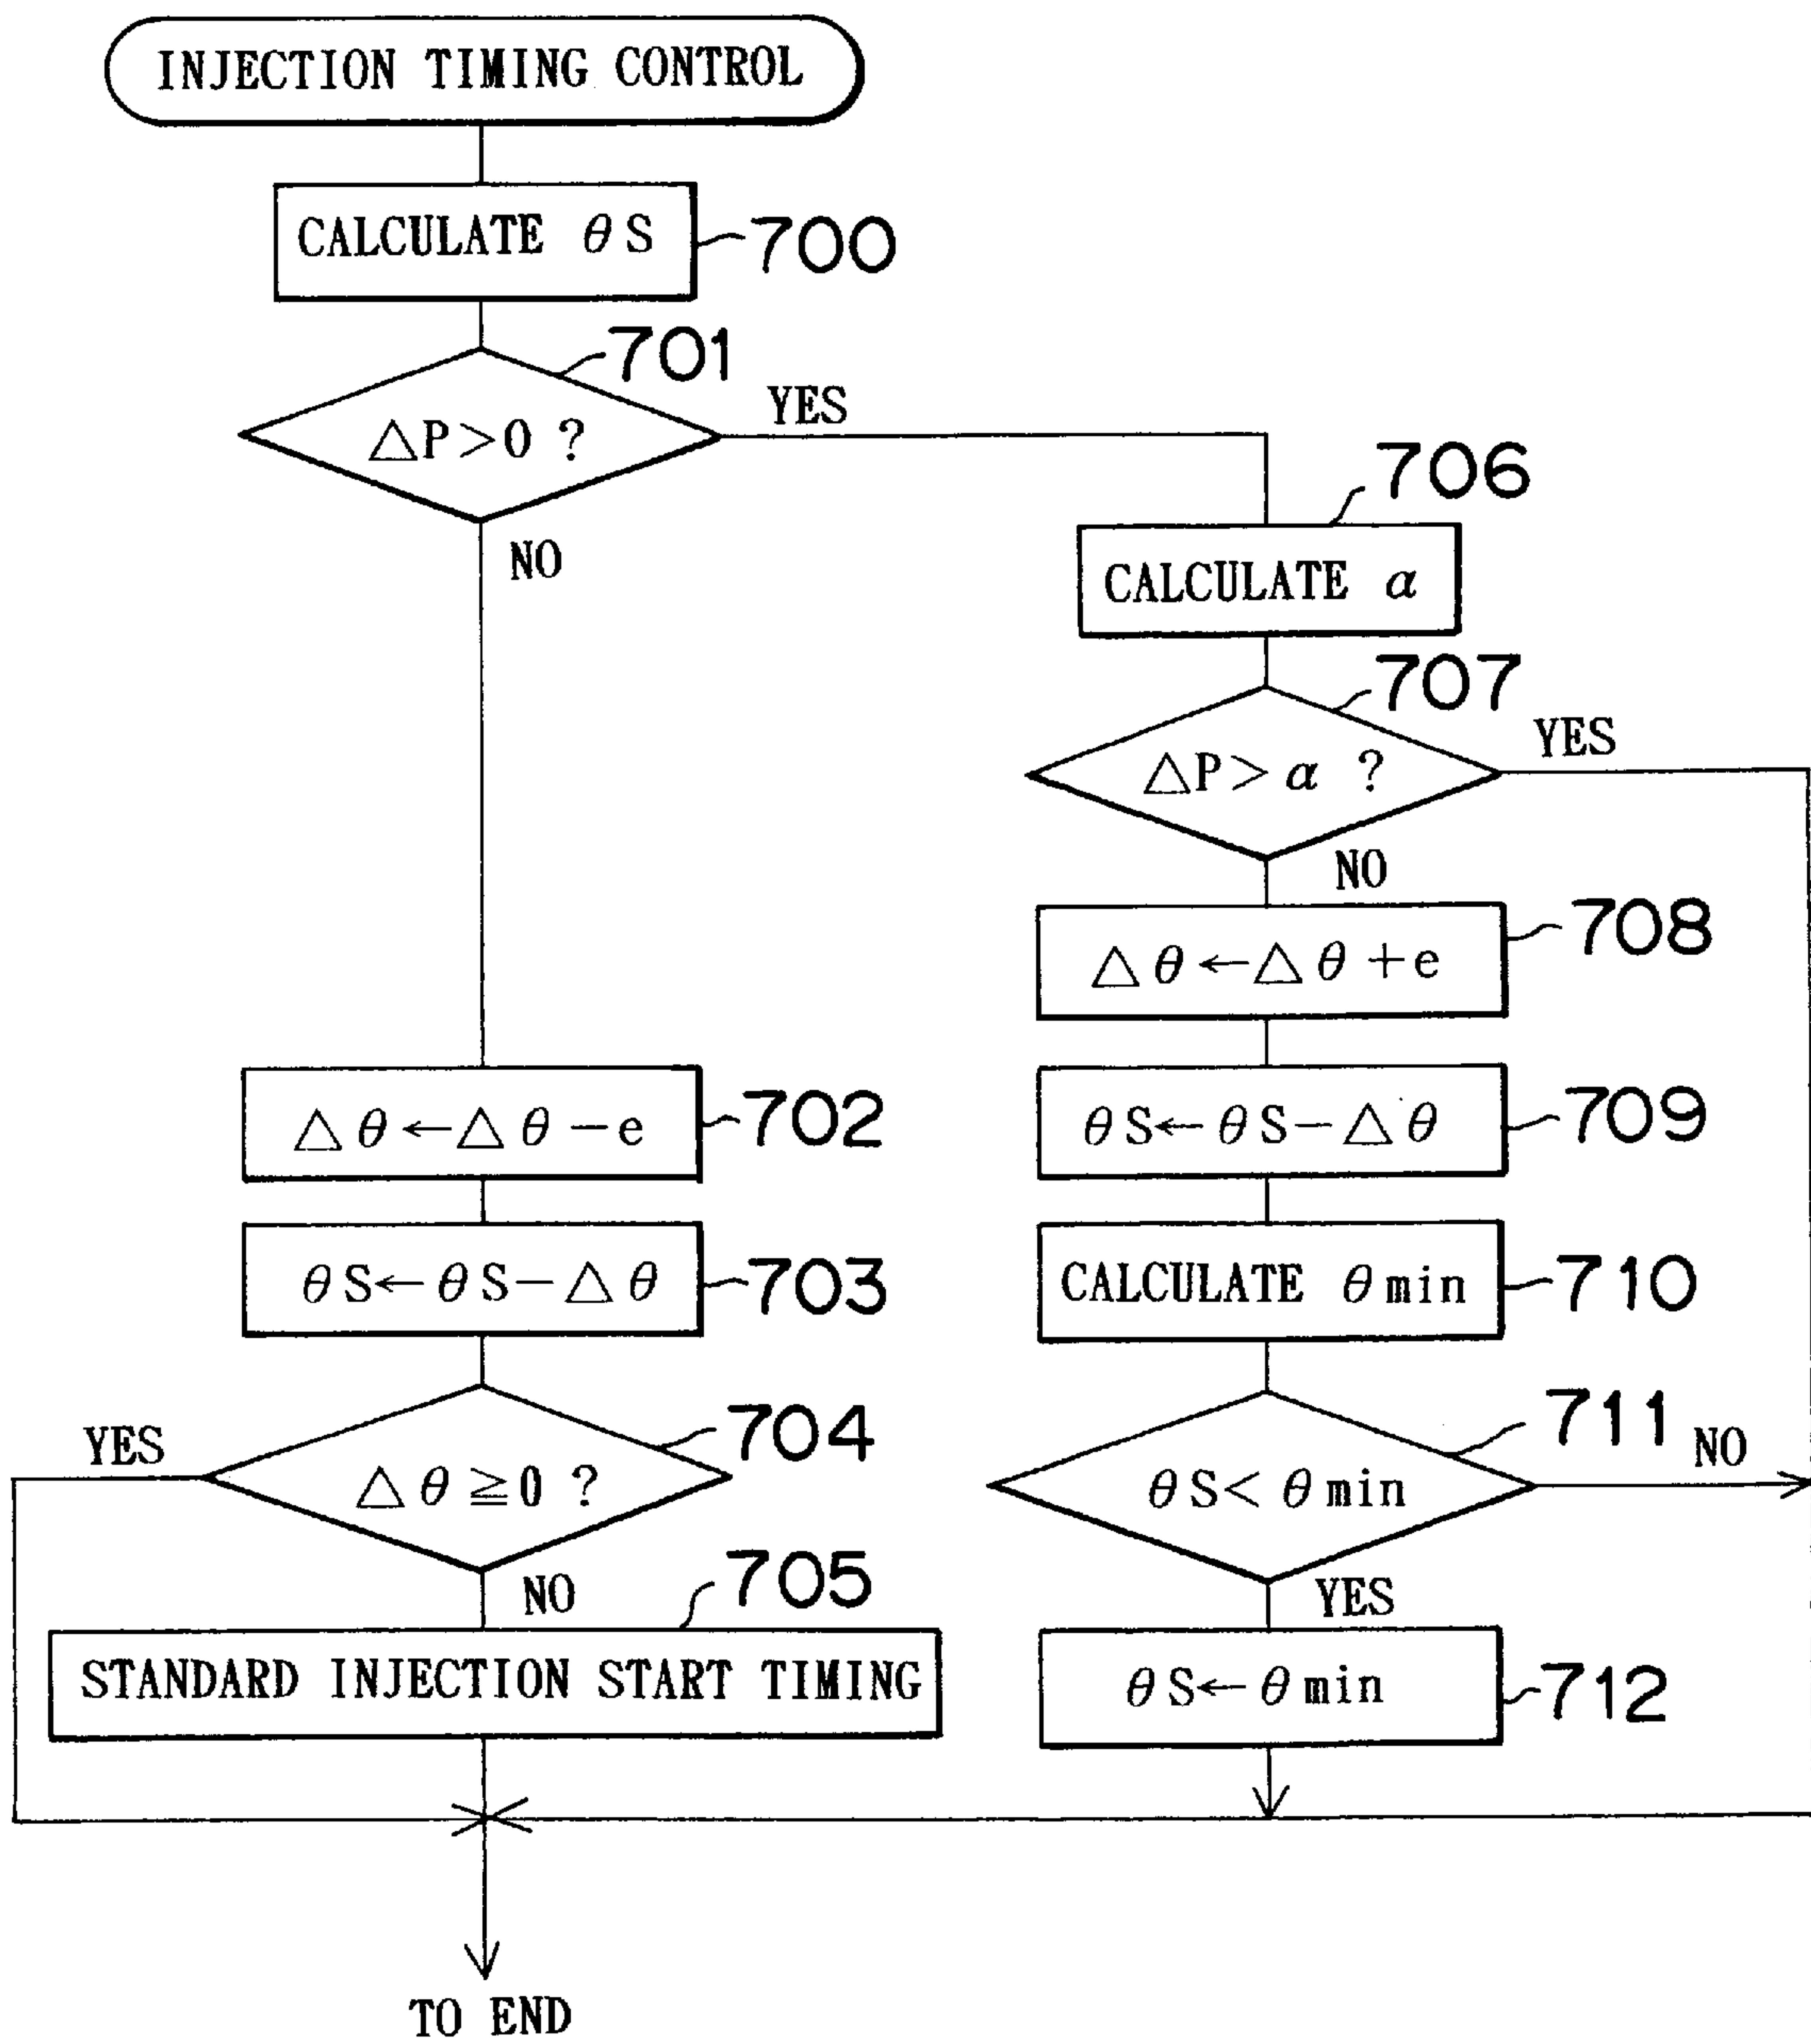 INJECTION TIMING CONTROL
CALCULATE θS
700
701
△P>0 ?
YES
NO
706
CALCULATE α
707
△P>α ?
YES
NO
708
△θ←△θ+e
702
△θ←△θ-e
709
θS←θS-△θ
703
θS←θS-△θ
710
CALCULATE θmin
704
YES
△θ≧0 ?
NO
711
θS<θmin
NO
YES
705
STANDARD INJECTION START TIMING
712
θS←θmin
TO END